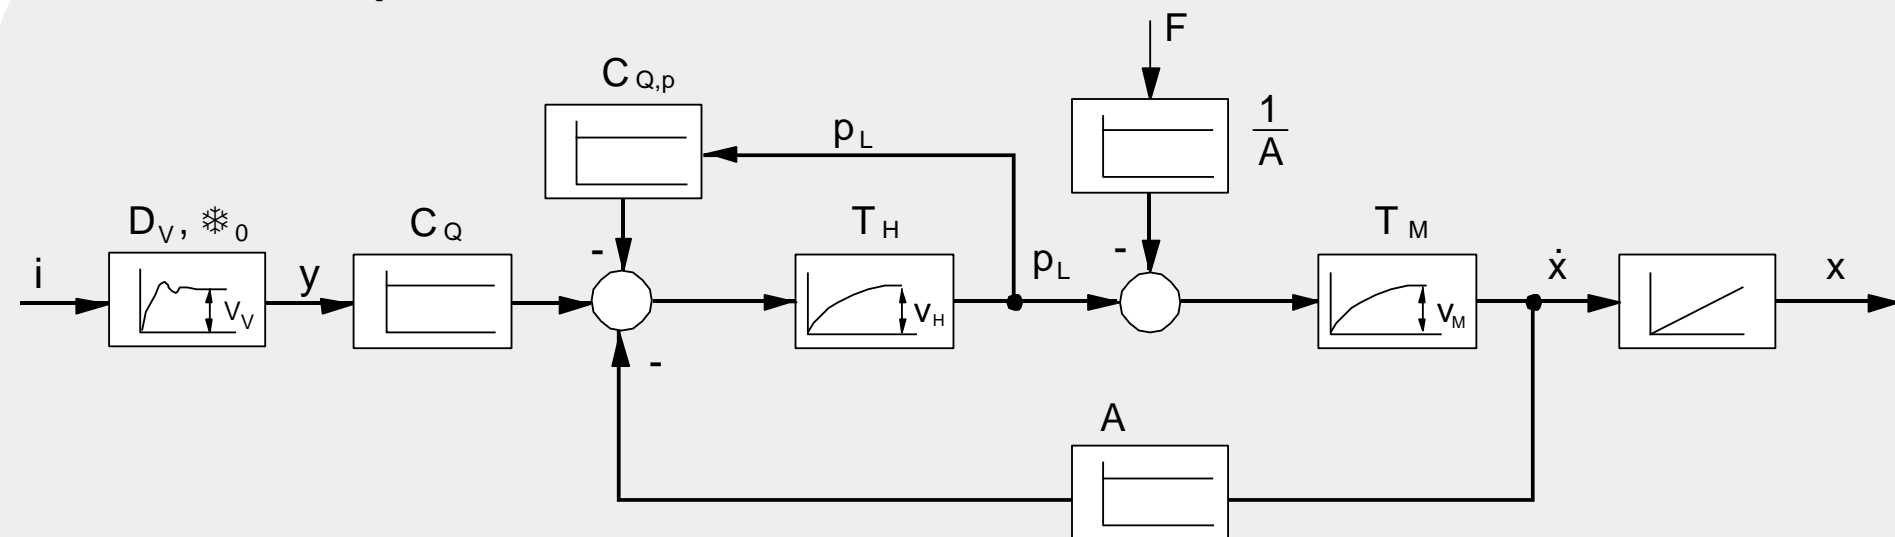 F
C Q,p
1
A
p L
D V , ❄ 0
C Q
T H
T M
i
y
-
p L
-
ẋ
x
V V
v H
v M
-
A